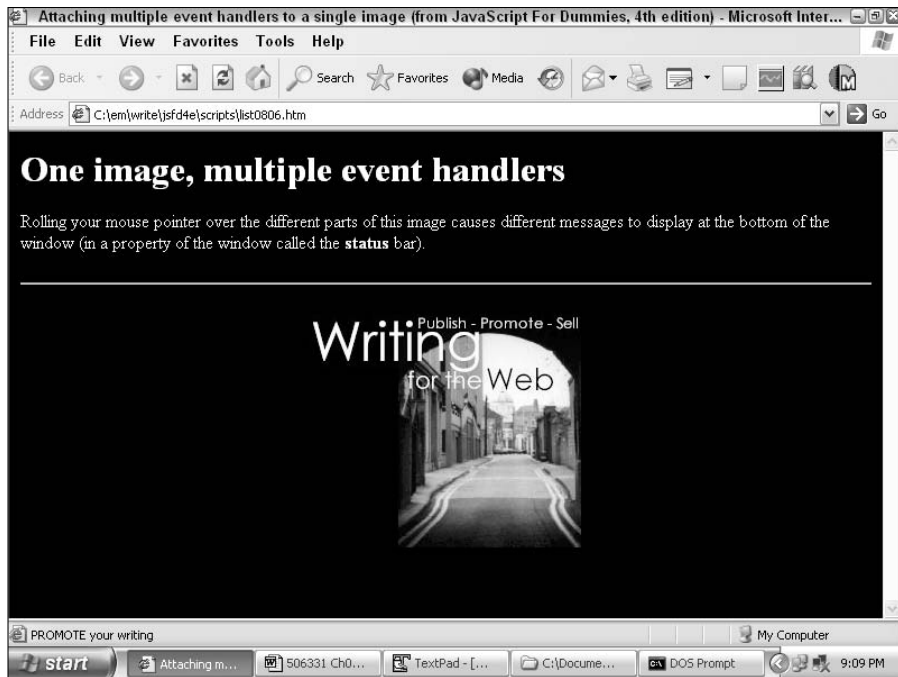 Attaching multiple event handlers to a single image (from JavaScript For Dummies, 4th edition) - Microsoft Inter...
File Edit View Favorites Tools Help
Back Search Favorites Media
Address C:\em\write\jsfd4e\scripts\list0806.htm Go
One image, multiple event handlers
Rolling your mouse pointer over the different parts of this image causes different messages to display at the bottom of the
window (in a property of the window called the status bar).
Publish - Promote - Sell
Writing
for the Web
PROMOTE your writing My Computer
start Attaching m... 506331 Ch0... TextPad - [... C:\Docume... DOS Prompt 9:09 PM